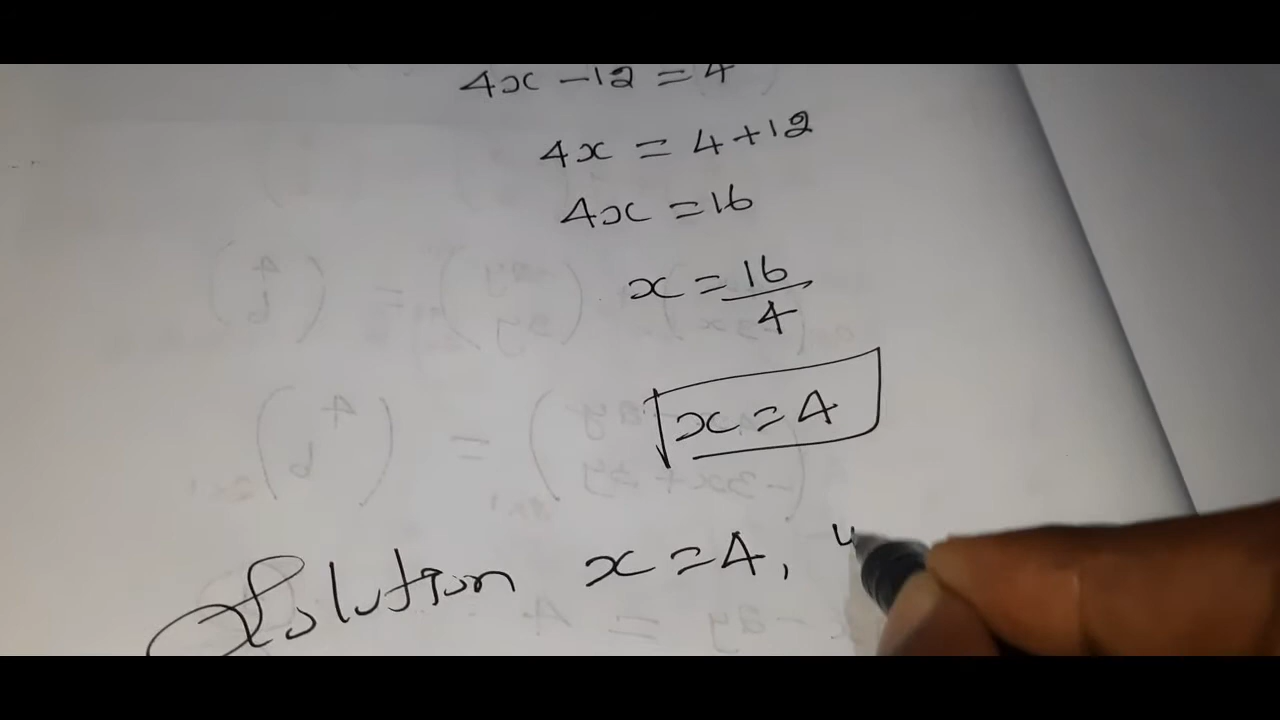 4x - 12 = 4
4x = 4 + 12
4x = 16
x = 16/4
x = 4
Solution x = 4, y